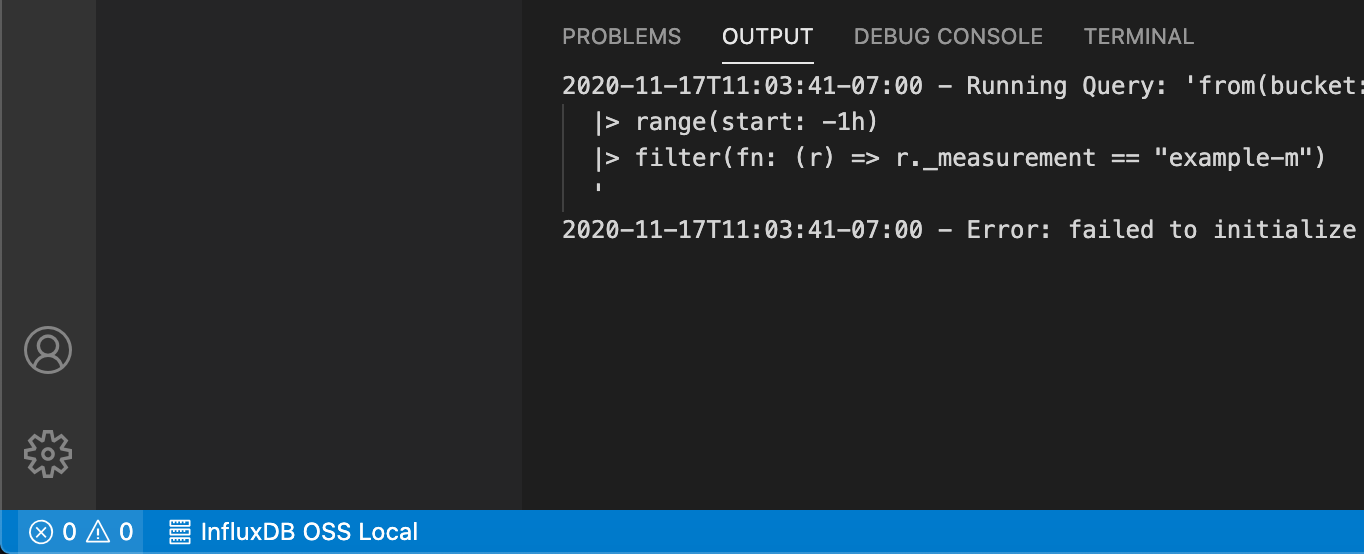 PROBLEMS OUTPUT DEBUG CONSOLE TERMINAL
2020-11-17T11:03:41-07:00 - Running Query: 'from(bucket:
|> range(start: -1h)
|> filter(fn: (r) => r._measurement == "example-m")
'
2020-11-17T11:03:41-07:00 - Error: failed to initialize
0 0 InfluxDB OSS Local